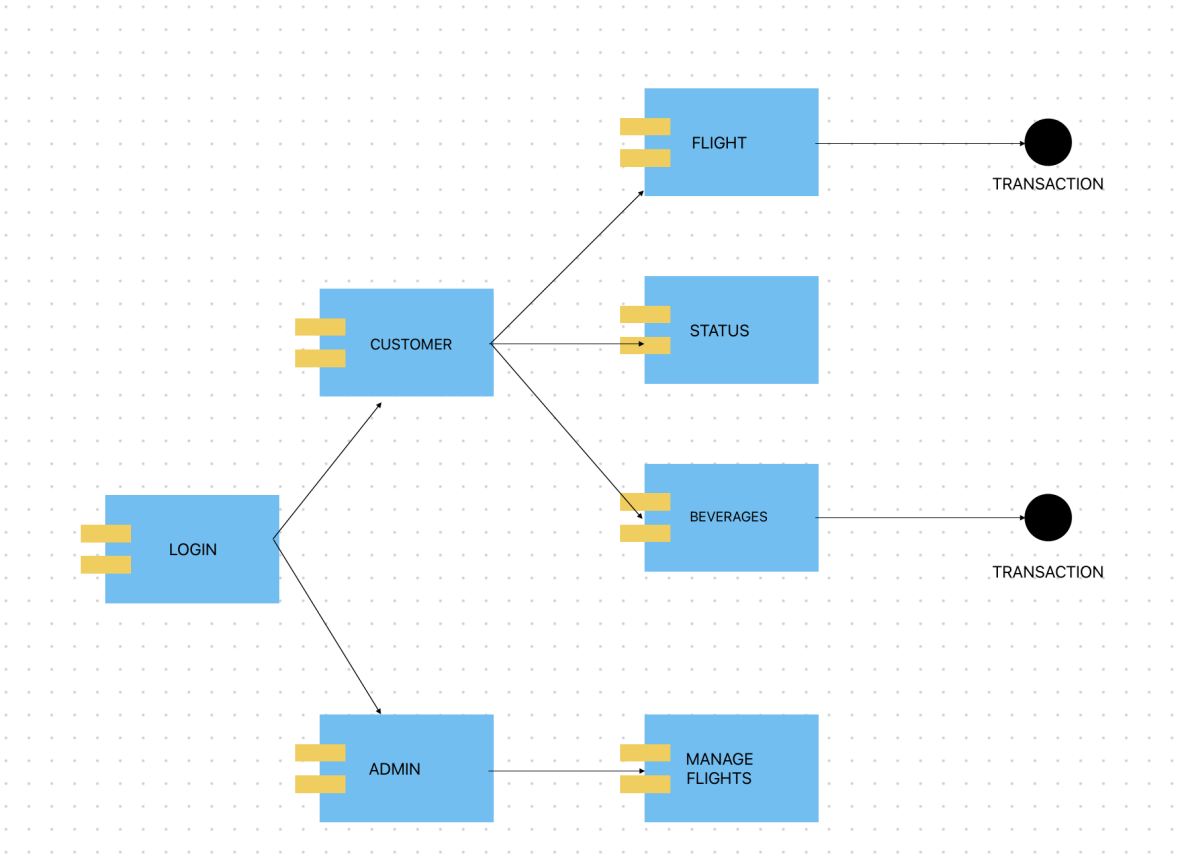 FLIGHT
TRANSACTION
STATUS
CUSTOMER
BEVERAGES
LOGIN
TRANSACTION
MANAGE
FLIGHTS
ADMIN